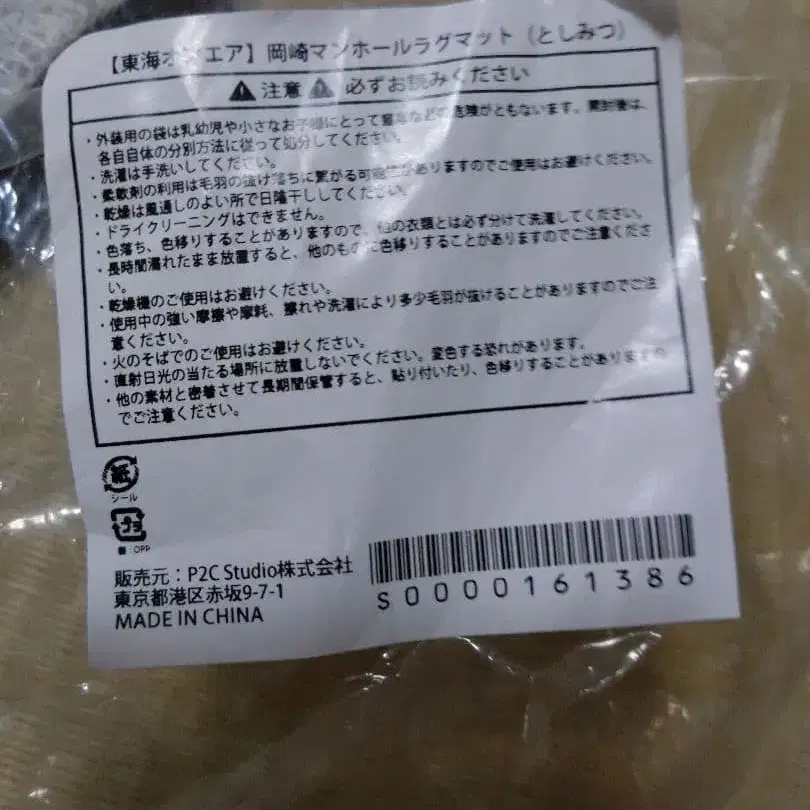 【東海オンエア】岡崎マンホールラグマット（としみつ）
注意 必ずお読みください
・外装用の袋は乳幼児や小さなお子様にとって窒息などの危険がともないます。開封後は、
各自自体の分別方法に従って処分してください。
・洗濯は手洗いしてください。
・柔軟剤の利用は毛羽の抜け落ちに繋がる可能性がありますのでご使用はお避けください。
・乾燥は風通しのよい所で日陰干ししてください。
・ドライクリーニングはできません。
・色落ち、色移りすることがありますので、他の衣類とは必ず分けて洗濯してください。
・長時間濡れたまま放置すると、他のものに色移りすることがありますのでご注意くださ
い。
・乾燥機のご使用はお避けください。
・使用中の強い摩擦や摩耗、擦れや洗濯により多少毛羽が抜けることがありますのでご注
意ください。
・火のそばでのご使用はお避けください。
・直射日光の当たる場所に放置しないでください。変色する恐れがあります。
・他の素材と密着させて長期間保管すると、貼り付いたり、色移りすることがありますの
でご注意ください。
紙
シール
プラ
■:OPP
販売元：P2C Studio株式会社
東京都港区赤坂9-7-1
MADE IN CHINA
S0000161386